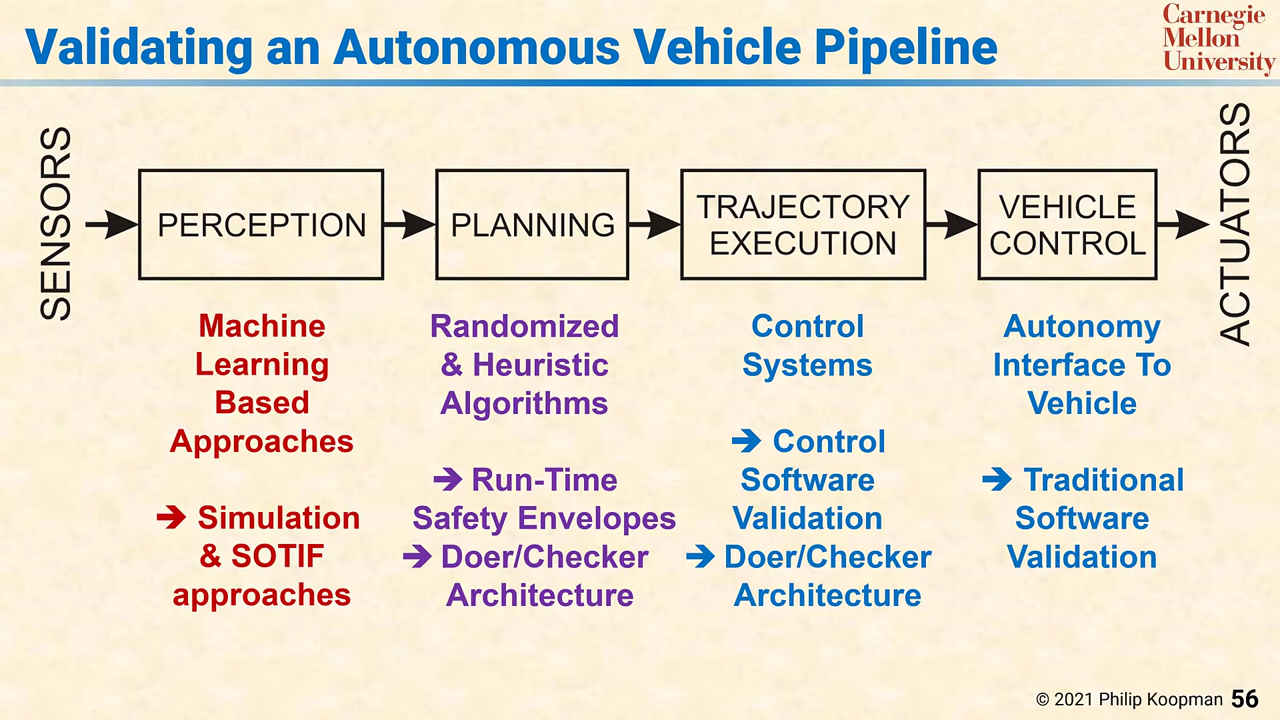 Validating an Autonomous Vehicle Pipeline
Carnegie
Mellon
University
SENSORS
PERCEPTION
PLANNING
TRAJECTORY
EXECUTION
VEHICLE
CONTROL
ACTUATORS
Machine
Learning
Based
Approaches
➔ Simulation
& SOTIF
approaches
Randomized
& Heuristic
Algorithms
➔ Run-Time
Safety Envelopes
➔ Doer/Checker
Architecture
Control
Systems
➔ Control
Software
Validation
➔ Doer/Checker
Architecture
Autonomy
Interface To
Vehicle
➔ Traditional
Software
Validation
© 2021 Philip Koopman 56